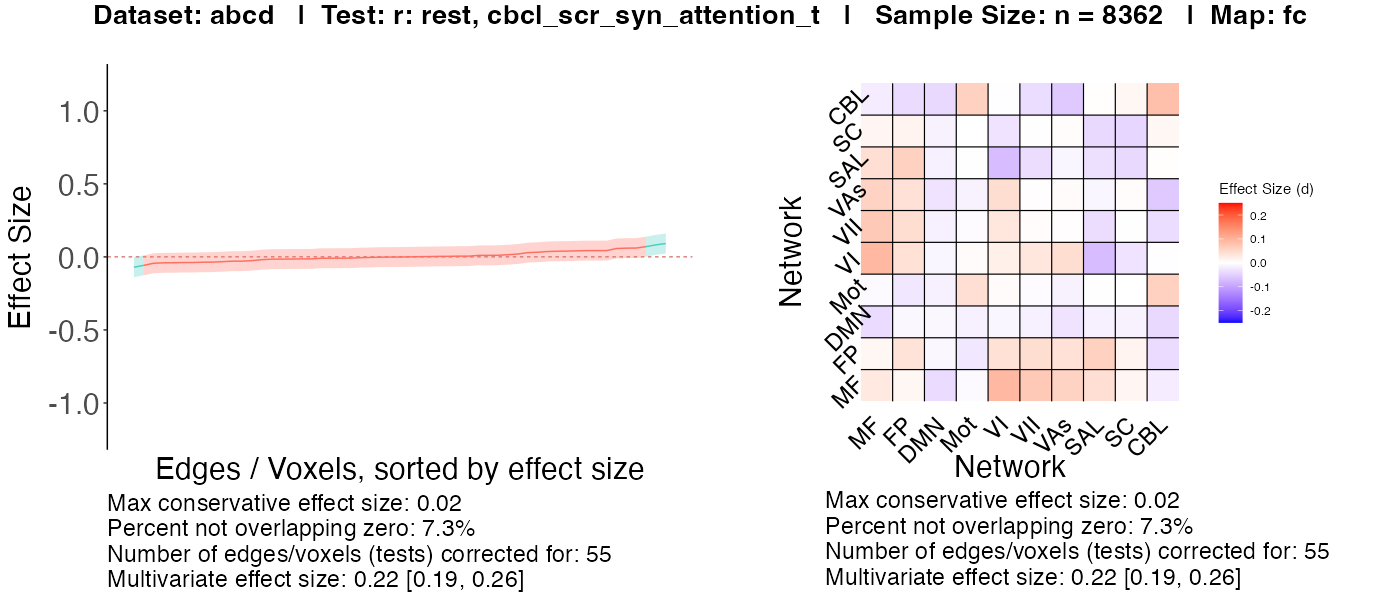 Dataset: abcd | Test: r: rest, cbcl_scr_syn_attention_t | Sample Size: n = 8362 | Map: fc
Effect Size
1.0
0.5
0.0
-0.5
-1.0
Edges / Voxels, sorted by effect size
Max conservative effect size: 0.02
Percent not overlapping zero: 7.3%
Number of edges/voxels (tests) corrected for: 55
Multivariate effect size: 0.22 [0.19, 0.26]
Network
CBL
SC
SAL
VAs
VII
VI
Mot
DMN
FP
MF
MF
FP
DMN
Mot
VI
VII
VAs
SAL
SC
CBL
Network
Effect Size (d)
0.2
0.1
0.0
-0.1
-0.2
Max conservative effect size: 0.02
Percent not overlapping zero: 7.3%
Number of edges/voxels (tests) corrected for: 55
Multivariate effect size: 0.22 [0.19, 0.26]